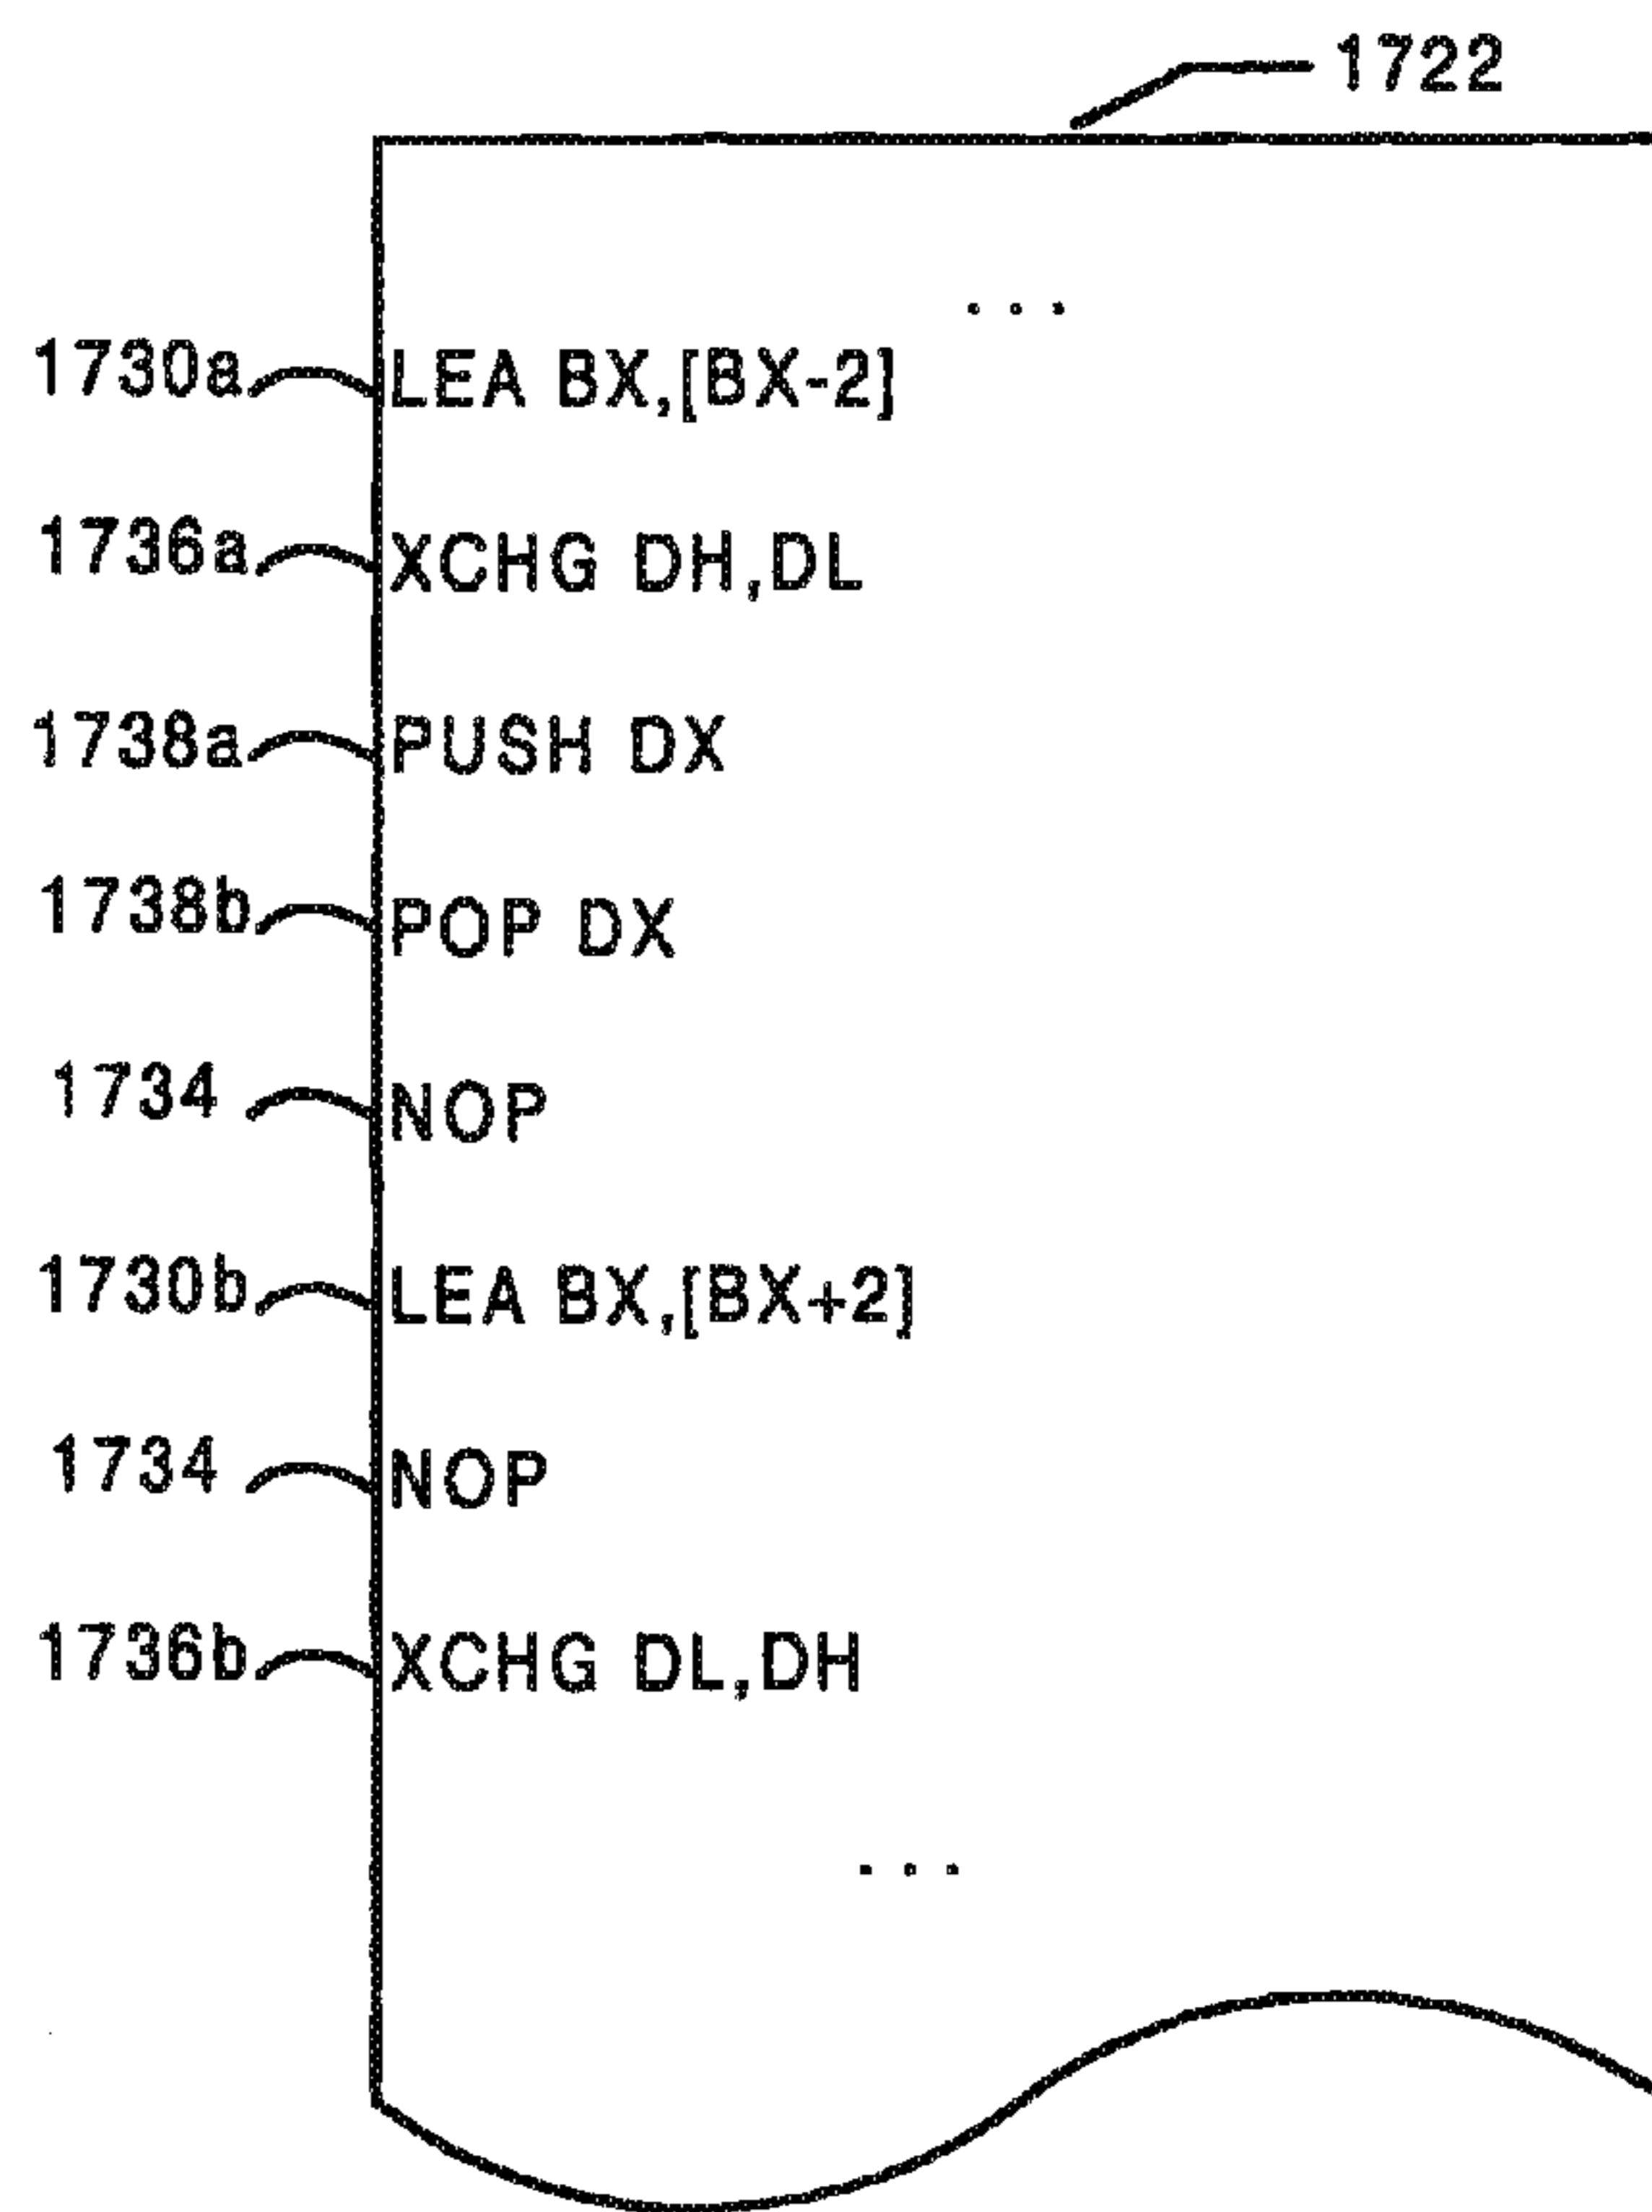 1722
...
1730a LEA BX,[BX-2]
1736a XCHG DH,DL
1738a PUSH DX
1738b POP DX
1734 NOP
1730b LEA BX,[BX+2]
1734 NOP
1736b XCHG DL,DH
...